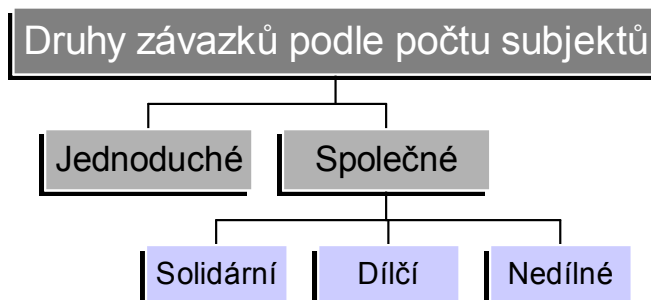 Druhy závazků podle počtu subjektů
Jednoduché
Společné
Solidární
Dílčí
Nedílné